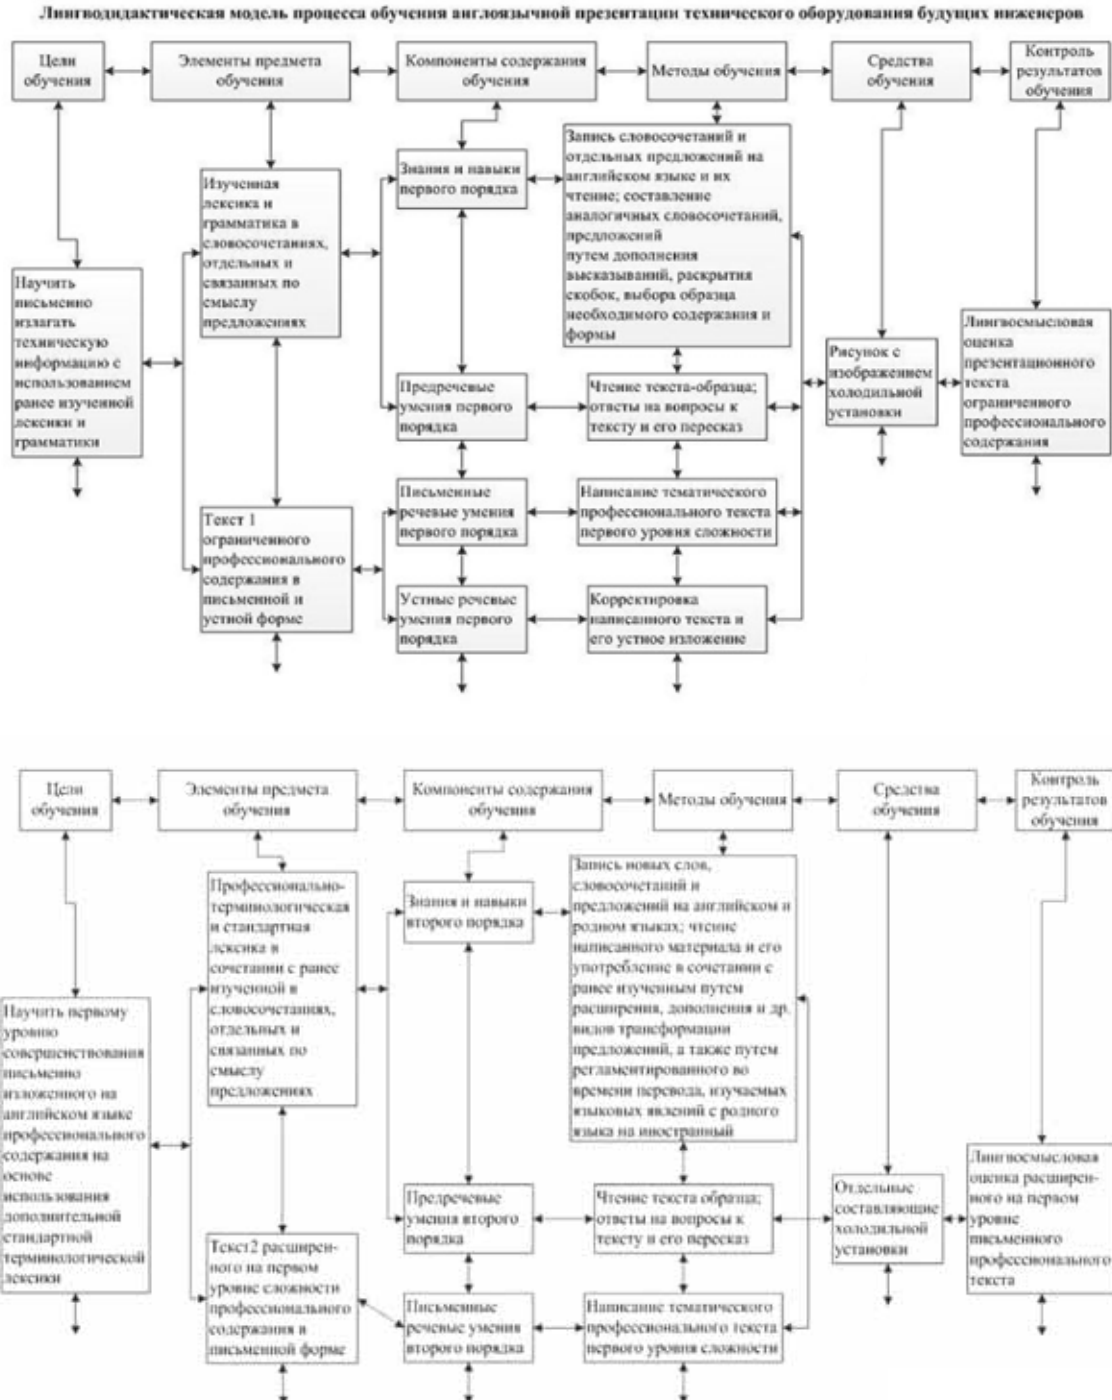 Лингводидактическая модель процесса обучения англоязычной презентации технического оборудования будущих инженеров
Цели
обучения
Элементы предмета
обучения
Компоненты содержания
обучения
Методы обучения
Средства
обучения
Контроль
результатов
обучения
Научить
письменно
излагать
техническую
информацию с
использованием
ранее изученной
лексики и
грамматики
Изученная
лексика и
грамматика в
словосочетаниях,
отдельных и
связанных по
смыслу
предложениях
Текст 1
ограниченного
профессионального
содержания в
письменной и
устной форме
Знания и навыки
первого порядка
Предречевые
умения первого
порядка
Письменные
речевые умения
первого порядка
Устные речевые
умения первого
порядка
Запись словосочетаний и
отдельных предложений на
английском языке и их
чтение; составление
аналогичных словосочетаний,
предложений
путем дополнения
высказываний, раскрытия
скобок, выбора образца
необходимого содержания и
формы
Чтение текста-образца;
ответы на вопросы к
тексту и его пересказ
Написание тематического
профессионального текста
первого уровня сложности
Корректировка
написанного текста и
его устное изложение
Рисунок с
изображением
холодильной
установки
Лингвосмысловая
оценка
презентационного
текста
ограниченного
профессионального
содержания
Цели
обучения
Элементы предмета
обучения
Компоненты содержания
обучения
Методы обучения
Средства
обучения
Контроль
результатов
обучения
Научить первому
уровню
совершенствования
письменно
изложенного на
английском языке
профессионального
содержания на
основе
использования
дополнительной
стандартной
терминологической
лексики
Профессионально-
терминологическая
и стандартная
лексика в
сочетании с ранее
изученной в
словосочетаниях,
отдельных и
связанных по
смыслу
предложениях
Текст2 расширен-
ного на первом
уровне сложности
профессионального
содержания в
письменной форме
Знания и навыки
второго порядка
Предречевые
умения второго
порядка
Письменные
речевые умения
второго порядка
Запись новых слов,
словосочетаний и
предложений на английском и
родном языках; чтение
написанного материала и его
употребление в сочетании с
ранее изученным путем
расширения, дополнения и др.
видов трансформации
предложений, а также путем
регламентированного во
времени перевода, изучаемых
языковых явлений с родного
языка на иностранный
Чтение текста образца;
ответы на вопросы к
тексту и его пересказ
Написание тематического
профессионального текста
первого уровня сложности
Отдельные
составляющие
холодильной
установки
Лингвосмысловая
оценка расширен-
ного на первом
уровне
письменного
профессионального
текста